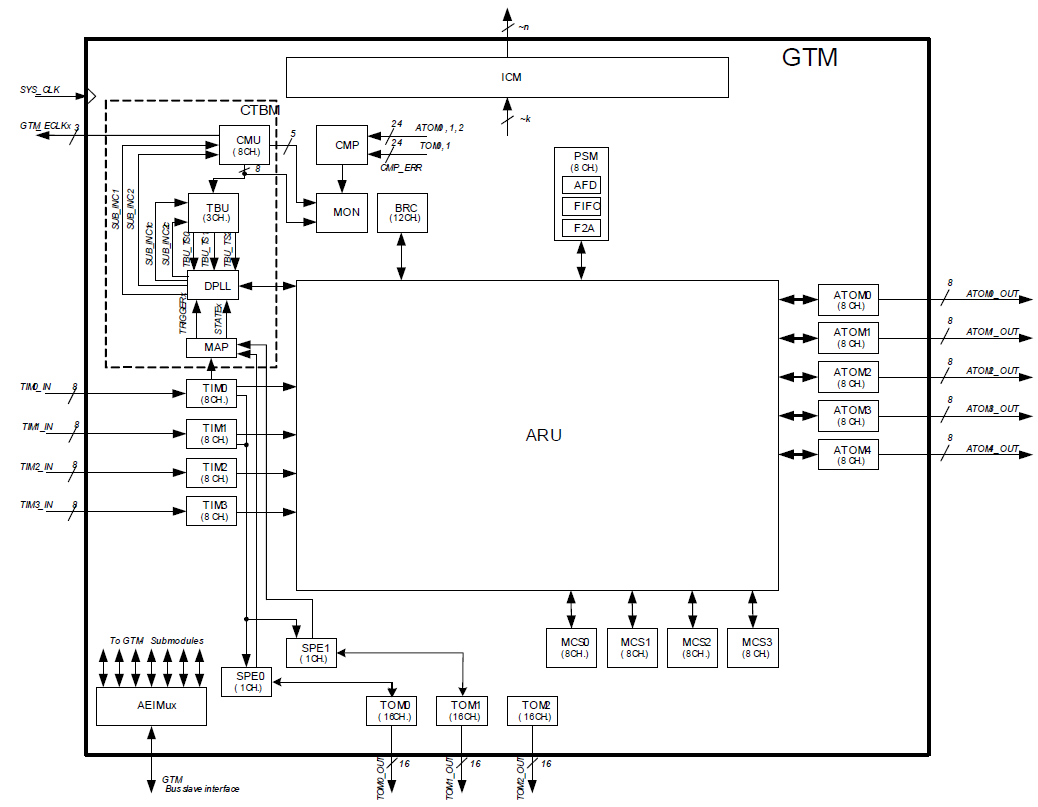 ~n
GTM
ICM
SYS_CLK
~k
CTBM
GTM_ECLKx
3
CMU
(8CH.)
5
8
CMP
24
ATOM0,1,2
24
TOM0,1
CMP_ERR
PSM
(8 CH.)
AFD
FIFO
F2A
SUB_INC1
SUB_INC2
SUB_INC1c
SUB_INC2c
TBU
(3CH.)
TBU_TS0
TBU_TS1
TBU_TS2
MON
BRC
(12CH.)
DPLL
TRIGGERx
STATEx
MAP
ATOM0
(8 CH.)
8
ATOM0_OUT
ATOM1
(8 CH.)
8
ATOM1_OUT
ATOM2
(8 CH.)
8
ATOM2_OUT
ATOM3
(8 CH.)
8
ATOM3_OUT
ATOM4
(8 CH.)
8
ATOM4_OUT
TIM0_IN
8
TIM0
(8CH.)
TIM1_IN
8
TIM1
(8 CH.)
TIM2_IN
8
TIM2
(8 CH.)
TIM3_IN
8
TIM3
(8 CH.)
ARU
MCS0
(8CH.)
MCS1
(8 CH.)
MCS2
(8CH.)
MCS3
(8 CH.)
To GTM Submodules
SPE1
(1CH.)
SPE0
(1CH.)
AEIMux
TOM0
(16CH.)
TOM1
(16CH.)
TOM2
(16CH.)
TOM0_OUT
16
TOM1_OUT
16
TOM2_OUT
16
GTM
Bus slave interface